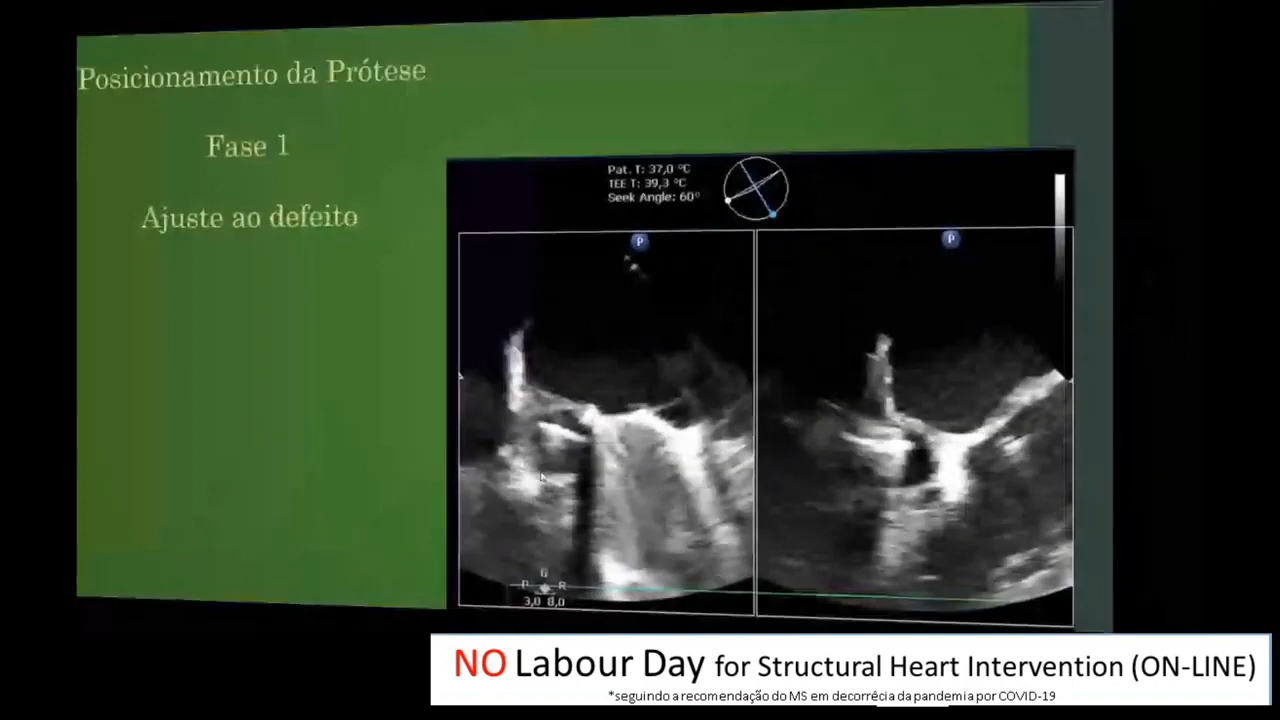 Posicionamento da Prótese
Fase 1
Ajuste ao defeito
Pat. T: 37,0 °C
TEE T: 39,3 °C
Seek Angle: 60°
P
P
G
P R
3,0 6,0
NO Labour Day for Structural Heart Intervention (ON-LINE)
*seguindo a recomendação do MS em decorrêcia da pandemia por COVID-19